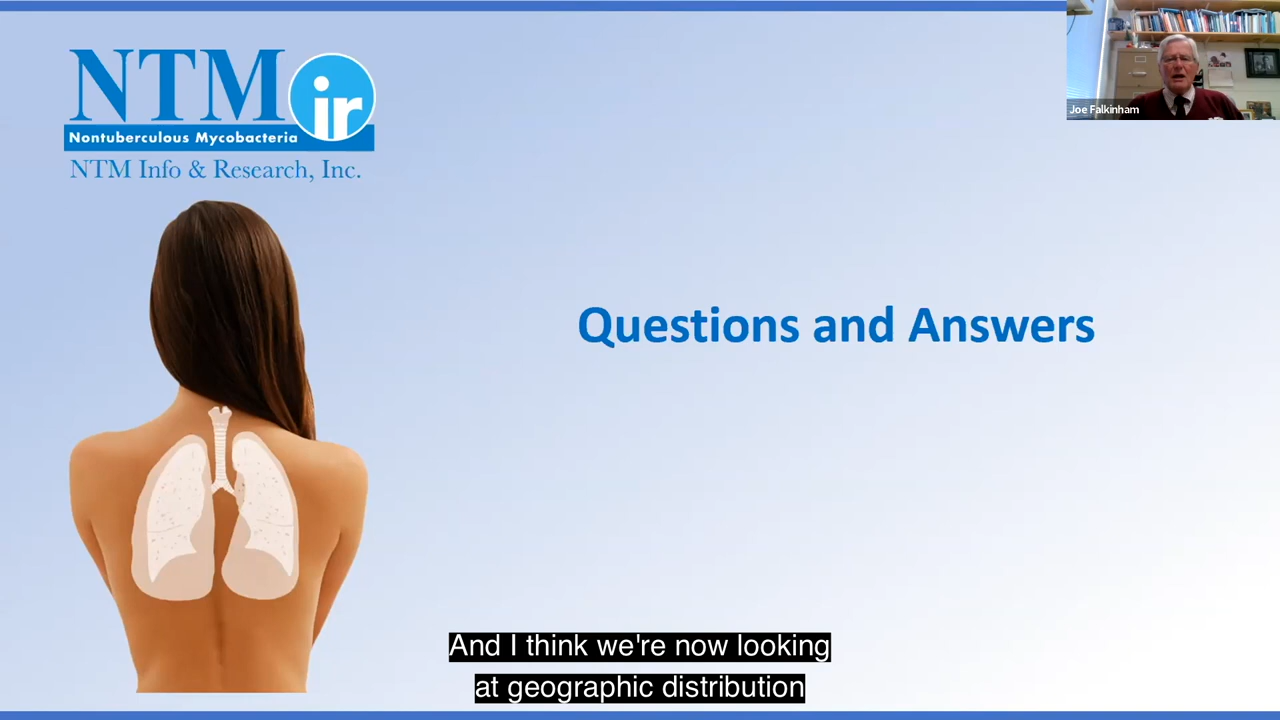 NTM
ir
Nontuberculous Mycobacteria
NTM Info & Research, Inc.
Joe Falkinham
Questions and Answers
And I think we're now looking
at geographic distribution